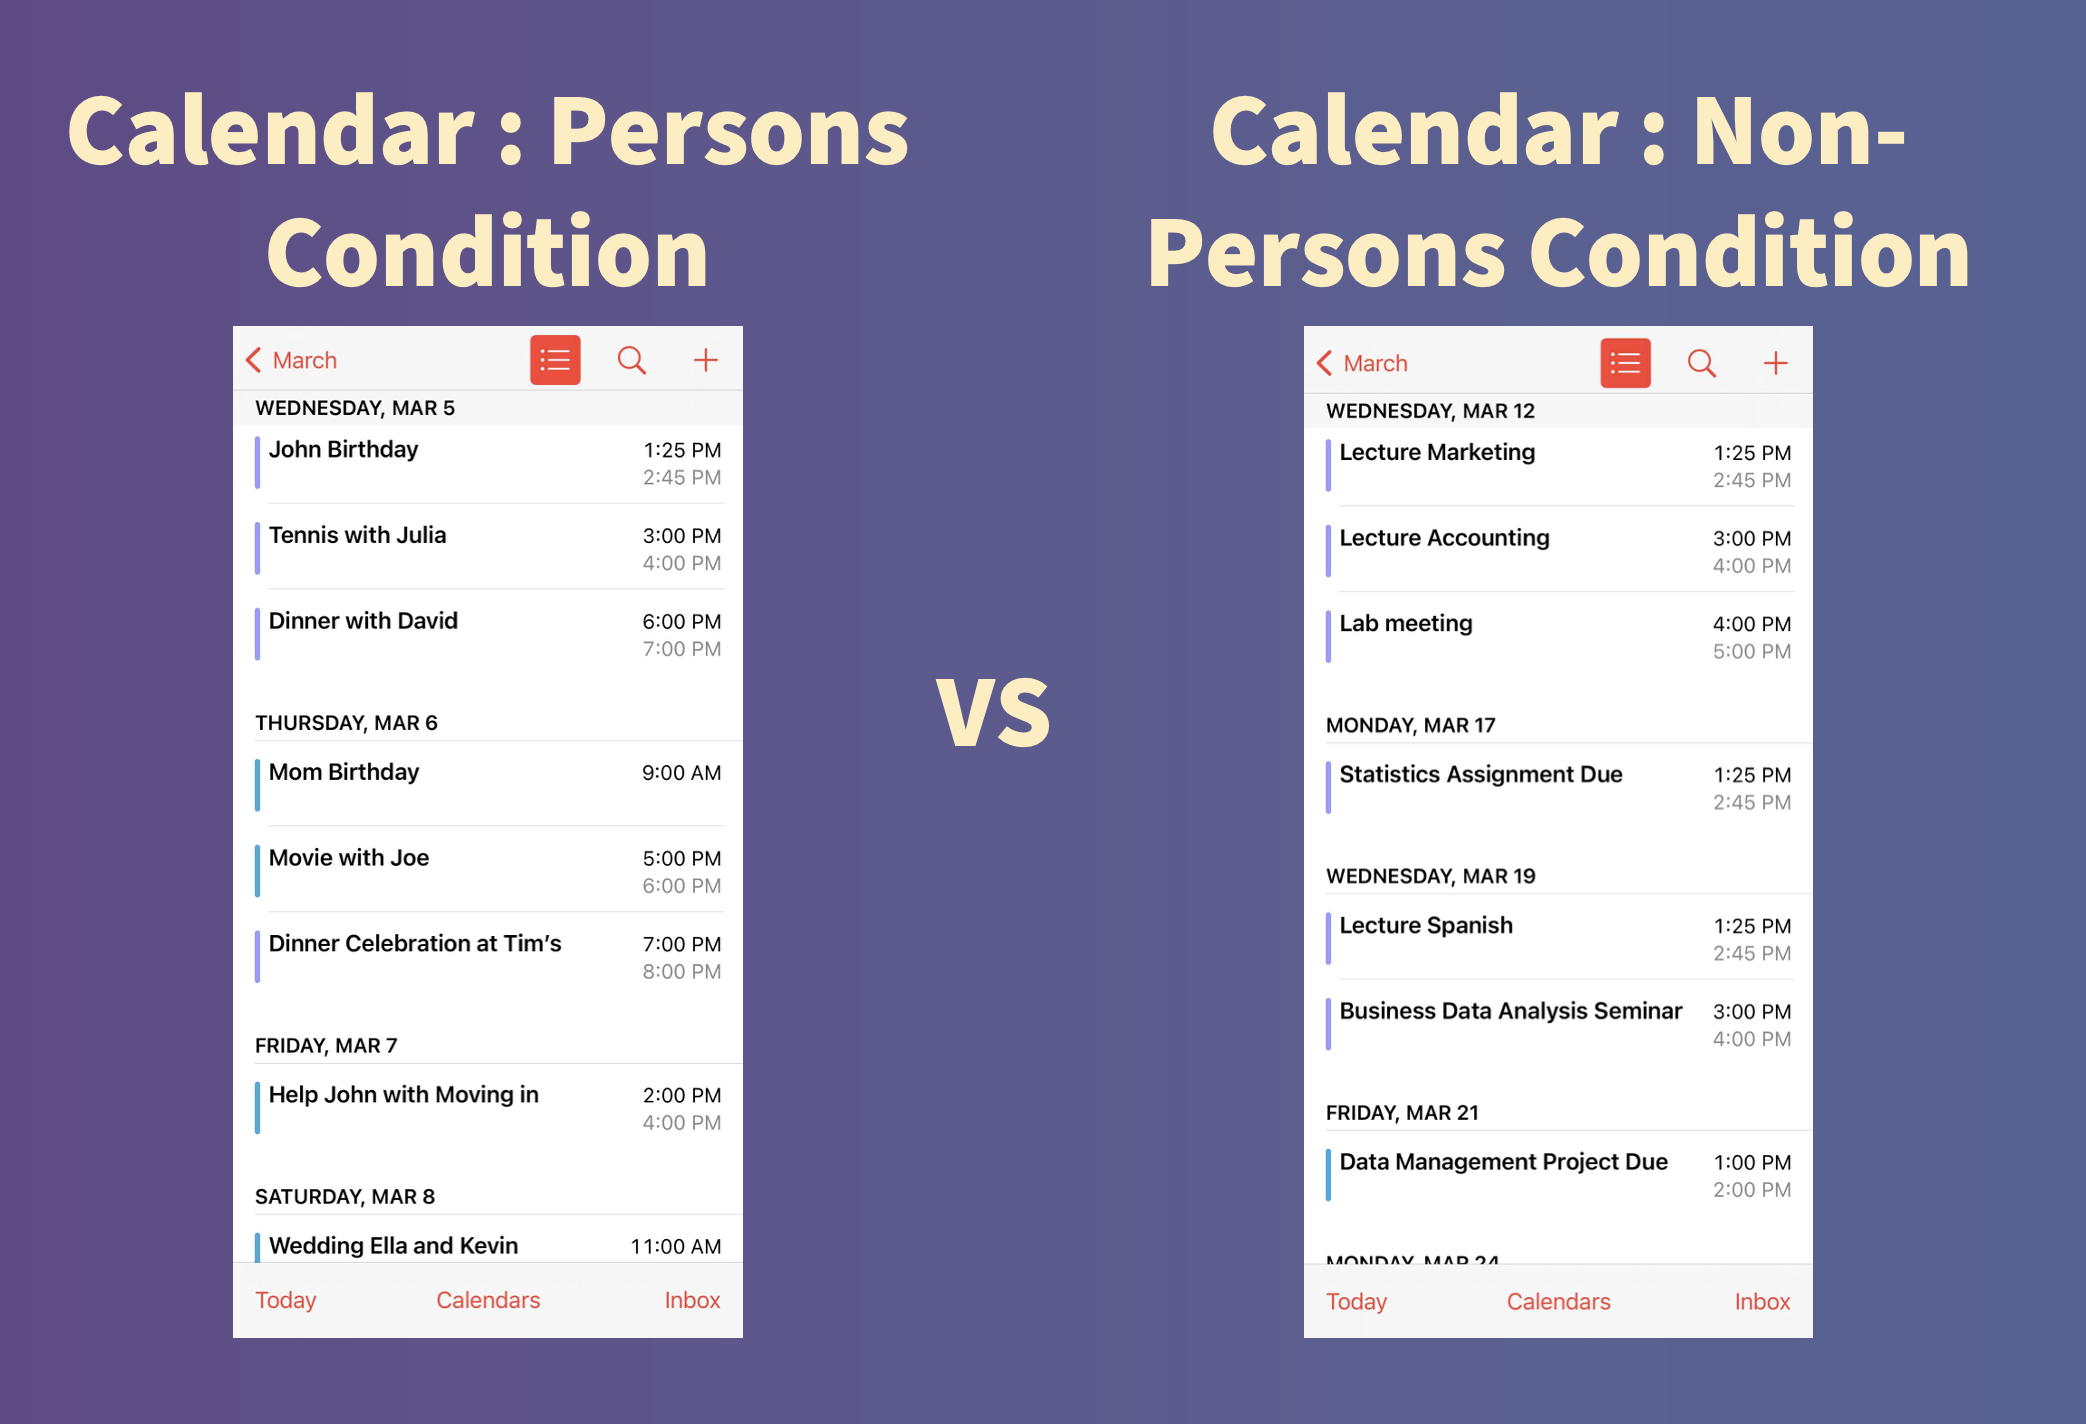 Calendar : Persons
Condition
Calendar : Non-
Persons Condition
vs
March
WEDNESDAY, MAR 5
John Birthday 1:25 PM
2:45 PM
Tennis with Julia 3:00 PM
4:00 PM
Dinner with David 6:00 PM
7:00 PM
THURSDAY, MAR 6
Mom Birthday 9:00 AM
Movie with Joe 5:00 PM
6:00 PM
Dinner Celebration at Tim's 7:00 PM
8:00 PM
FRIDAY, MAR 7
Help John with Moving in 2:00 PM
4:00 PM
SATURDAY, MAR 8
Wedding Ella and Kevin 11:00 AM
Today Calendars Inbox
March
WEDNESDAY, MAR 12
Lecture Marketing 1:25 PM
2:45 PM
Lecture Accounting 3:00 PM
4:00 PM
Lab meeting 4:00 PM
5:00 PM
MONDAY, MAR 17
Statistics Assignment Due 1:25 PM
2:45 PM
WEDNESDAY, MAR 19
Lecture Spanish 1:25 PM
2:45 PM
Business Data Analysis Seminar 3:00 PM
4:00 PM
FRIDAY, MAR 21
Data Management Project Due 1:00 PM
2:00 PM
MONDAY, MAR 24
Today Calendars Inbox